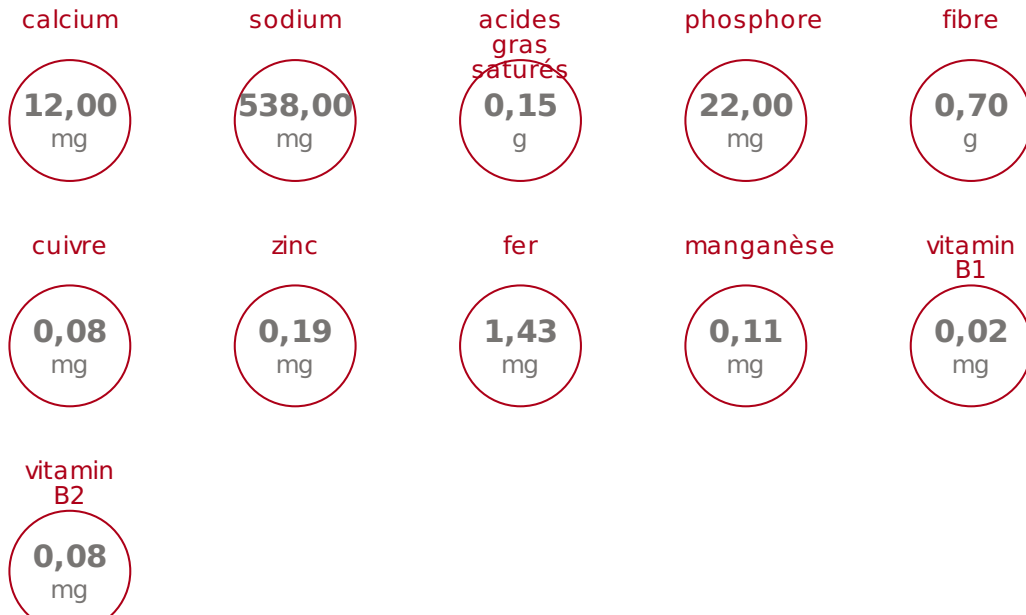 calcium
12,00
mg
sodium
538,00
mg
acides
gras
saturés
0,15
g
phosphore
22,00
mg
fibre
0,70
g
cuivre
0,08
mg
zinc
0,19
mg
fer
1,43
mg
manganèse
0,11
mg
vitamin
B1
0,02
mg
vitamin
B2
0,08
mg